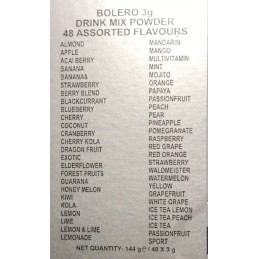 BOLERO 3g
DRINK MIX POWDER
48 ASSORTED FLAVOURS
ALMOND
APPLE
ACAI BERRY
BANANA
BANANA&
STRAWBERRY
BERRY BLEND
BLACKCURRANT
BLUEBERRY
CHERRY
COCONUT
CRANBERRY
CHERRY KOLA
DRAGON FRUIT
EXOTIC
ELDERFLOWER
FOREST FRUITS
GUARANA
HONEY MELON
KIWI
KOLA
LEMON
LIME
LEMON & LIME
LEMONADE
MANDARIN
MANGO
MULTIVITAMIN
MINT
MOJITO
ORANGE
PAPAYA
PASSIONFRUIT
PEACH
PEAR
PINEAPPLE
POMEGRANATE
RASPBERRY
RED GRAPE
RED ORANGE
STRAWBERRY
WALDMEISTER
WATERMELON
YELLOW
GRAPEFRUIT
WHITE GRAPE
ICE TEA LEMON
ICE TEA PEACH
ICE TEA
PASSIONFRUIT
SPORT
NET QUANTITY: 144 g / 48 X 3 g